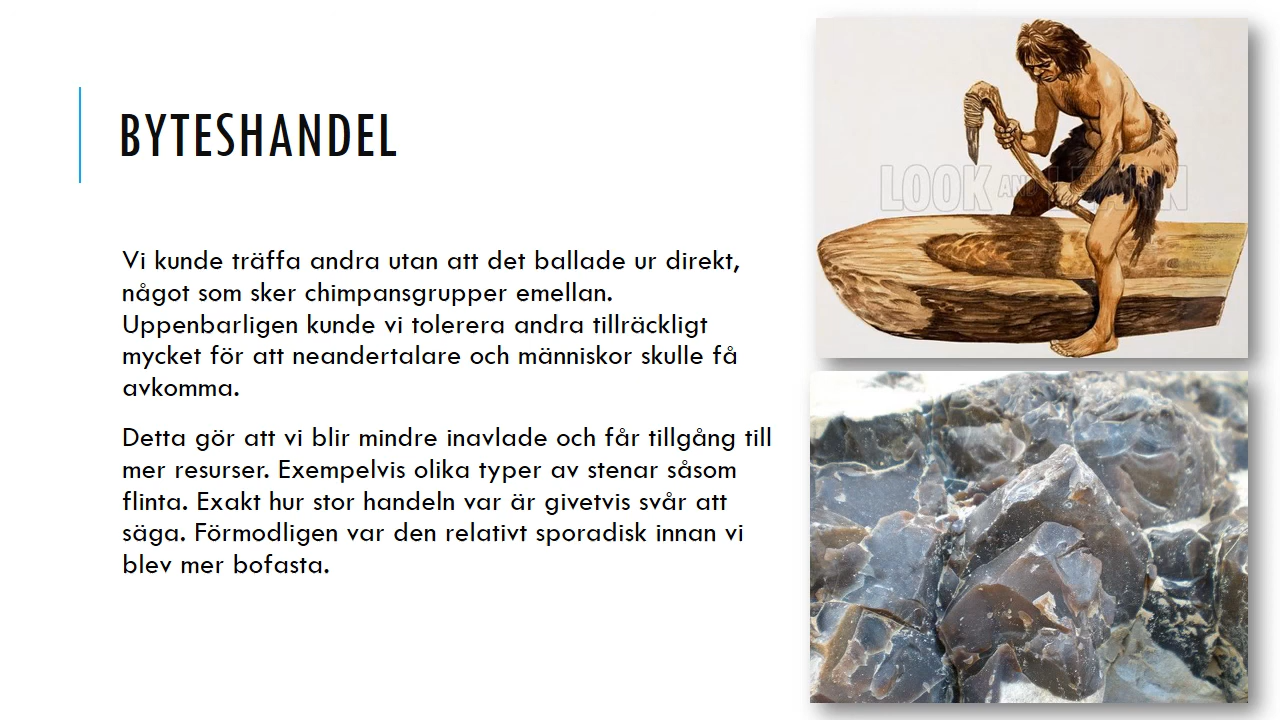 BYTESHANDEL
Vi kunde träffa andra utan att det ballade ur direkt,
något som sker chimpansgrupper emellan.
Uppenbarligen kunde vi tolerera andra tillräckligt
mycket för att neandertalare och människor skulle få
avkomma.
Detta gör att vi blir mindre inavlade och får tillgång till
mer resurser. Exempelvis olika typer av stenar såsom
flinta. Exakt hur stor handeln var är givetvis svår att
säga. Förmodligen var den relativt sporadisk innan vi
blev mer bofasta.
LOOK AND LEARN